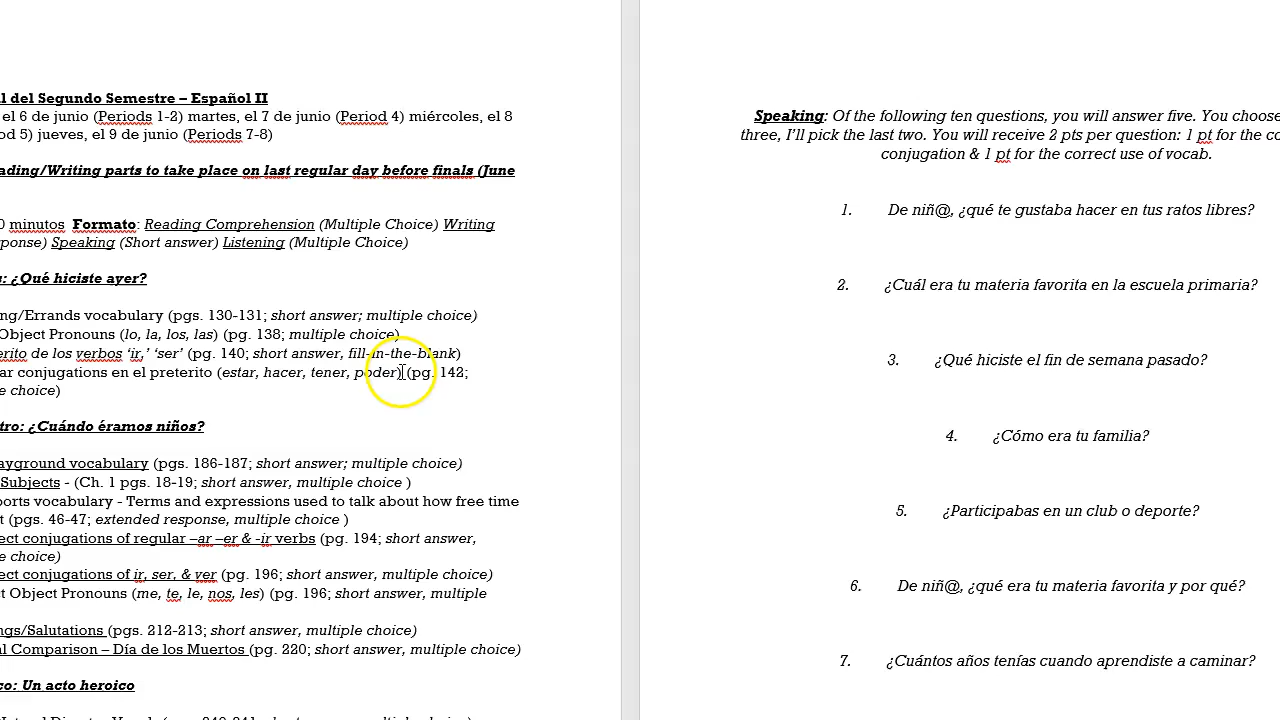 l del Segundo Semestre – Español II
el 6 de junio (Periods 1-2) martes, el 7 de junio (Period 4) miércoles, el 8
od 5) jueves, el 9 de junio (Periods 7-8)
ading/Writing parts to take place on last regular day before finals (June
0 minutos Formato: Reading Comprehension (Multiple Choice) Writing
ponse) Speaking (Short answer) Listening (Multiple Choice)
s: ¿Qué hiciste ayer?
ng/Errands vocabulary (pgs. 130-131; short answer; multiple choice)
Object Pronouns (lo, la, los, las) (pg. 138; multiple choice)
erito de los verbos ‘ir,’ ‘ser’ (pg. 140; short answer, fill-in-the-blank)
ar conjugations en el preterito (estar, hacer, tener, poder) (pg. 142;
e choice)
tro: ¿Cuándo éramos niños?
ayground vocabulary (pgs. 186-187; short answer; multiple choice)
Subjects - (Ch. 1 pgs. 18-19; short answer, multiple choice )
ports vocabulary - Terms and expressions used to talk about how free time
t (pgs. 46-47; extended response, multiple choice )
ect conjugations of regular –ar –er & -ir verbs (pg. 194; short answer,
e choice)
ect conjugations of ir, ser, & ver (pg. 196; short answer, multiple choice)
ct Object Pronouns (me, te, le, nos, les) (pg. 196; short answer, multiple
ngs/Salutations (pgs. 212-213; short answer, multiple choice)
al Comparison – Día de los Muertos (pg. 220; short answer, multiple choice)
co: Un acto heroico
Speaking: Of the following ten questions, you will answer five. You choose
three, I’ll pick the last two. You will receive 2 pts per question: 1 pt for the co
conjugation & 1 pt for the correct use of vocab.
1. De niñ@, ¿qué te gustaba hacer en tus ratos libres?
2. ¿Cuál era tu materia favorita en la escuela primaria?
3. ¿Qué hiciste el fin de semana pasado?
4. ¿Cómo era tu familia?
5. ¿Participabas en un club o deporte?
6. De niñ@, ¿qué era tu materia favorita y por qué?
7. ¿Cuántos años tenías cuando aprendiste a caminar?